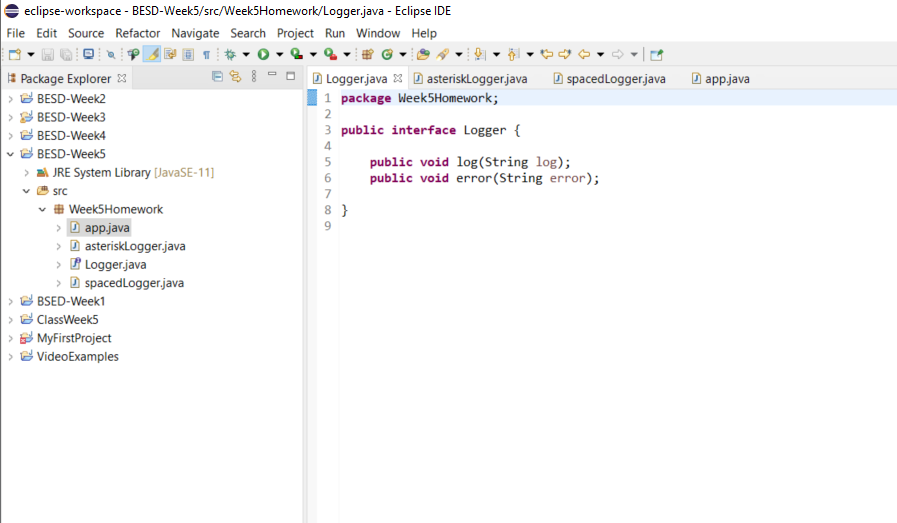 eclipse-workspace - BESD-Week5/src/Week5Homework/Logger.java - Eclipse IDE
File Edit Source Refactor Navigate Search Project Run Window Help
Package Explorer
BESD-Week2
BESD-Week3
BESD-Week4
BESD-Week5
JRE System Library [JavaSE-11]
src
Week5Homework
app.java
asteriskLogger.java
Logger.java
spacedLogger.java
BSED-Week1
ClassWeek5
MyFirstProject
VideoExamples
Logger.java asteriskLogger.java spacedLogger.java app.java
1 package Week5Homework;
2
3 public interface Logger {
4
5 public void log(String log);
6 public void error(String error);
7
8 }
9